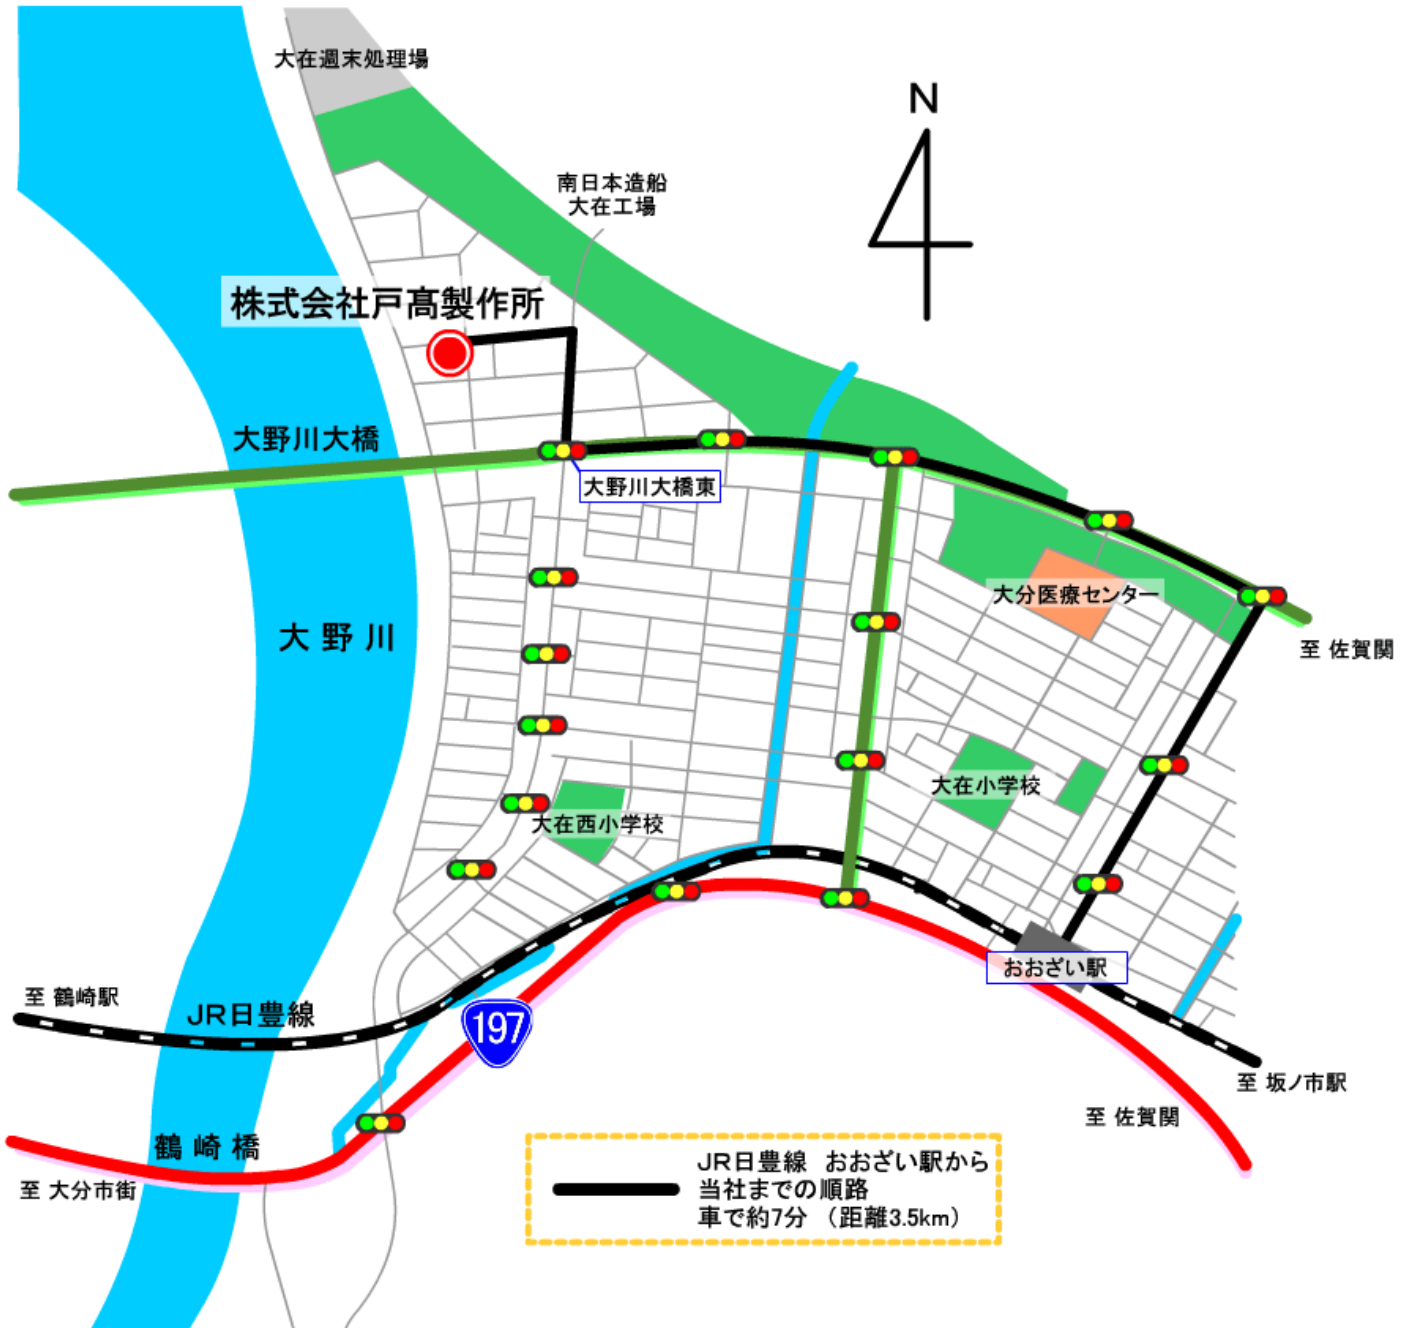 大在週末処理場
N
南日本造船
大在工場
株式会社戸髙製作所
大野川大橋
大野川大橋東
大分医療センター
大野川
至 佐賀関
大在小学校
大在西小学校
おおざい駅
至 鶴崎駅
JR日豊線
197
至 坂ノ市駅
至 佐賀関
鶴崎橋
至 大分市街
JR日豊線 おおざい駅から
当社までの順路
車で約7分 (距離3.5km)